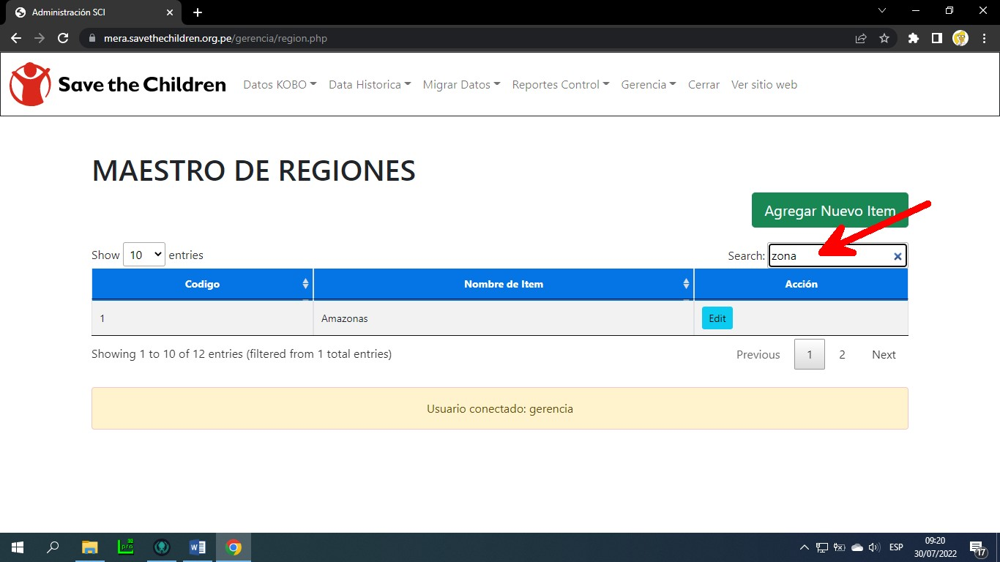 Administración SCI
mera.savethechildren.org.pe/gerencia/region.php
Save the Children Datos KOBO Data Historica Migrar Datos Reportes Control Gerencia Cerrar Ver sitio web
MAESTRO DE REGIONES
Agregar Nuevo Item
Show 10 entries Search: zona
Codigo Nombre de Item Acción
1 Amazonas Edit
Showing 1 to 10 of 12 entries (filtered from 1 total entries) Previous 1 2 Next
Usuario conectado: gerencia
ESP 09:20
30/07/2022 17